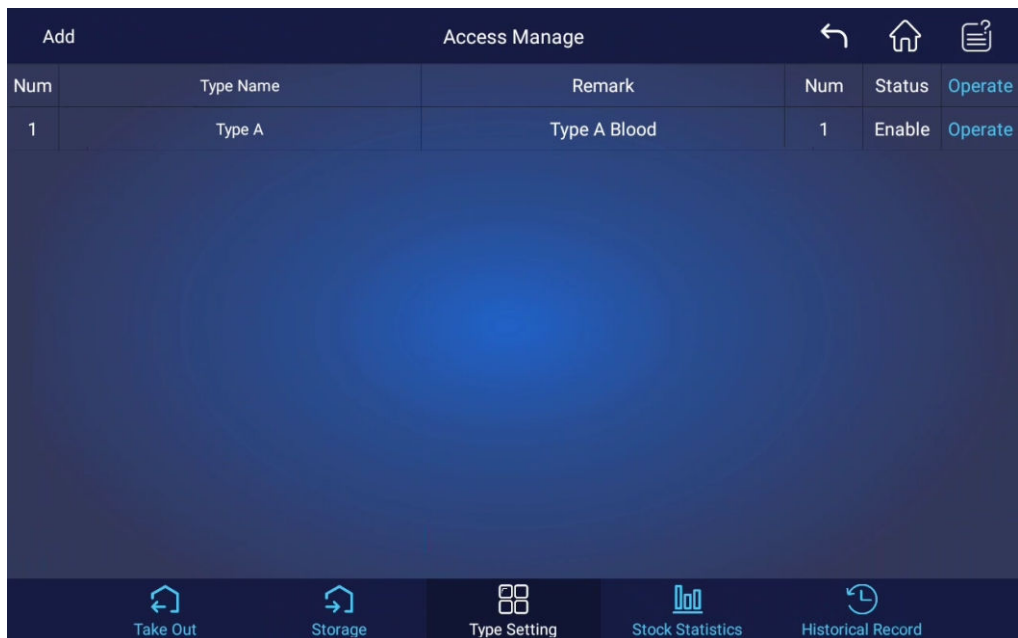 Add Access Manage
Num Type Name Remark Num Status Operate
1 Type A Type A Blood 1 Enable Operate
Take Out Storage Type Setting Stock Statistics Historical Record